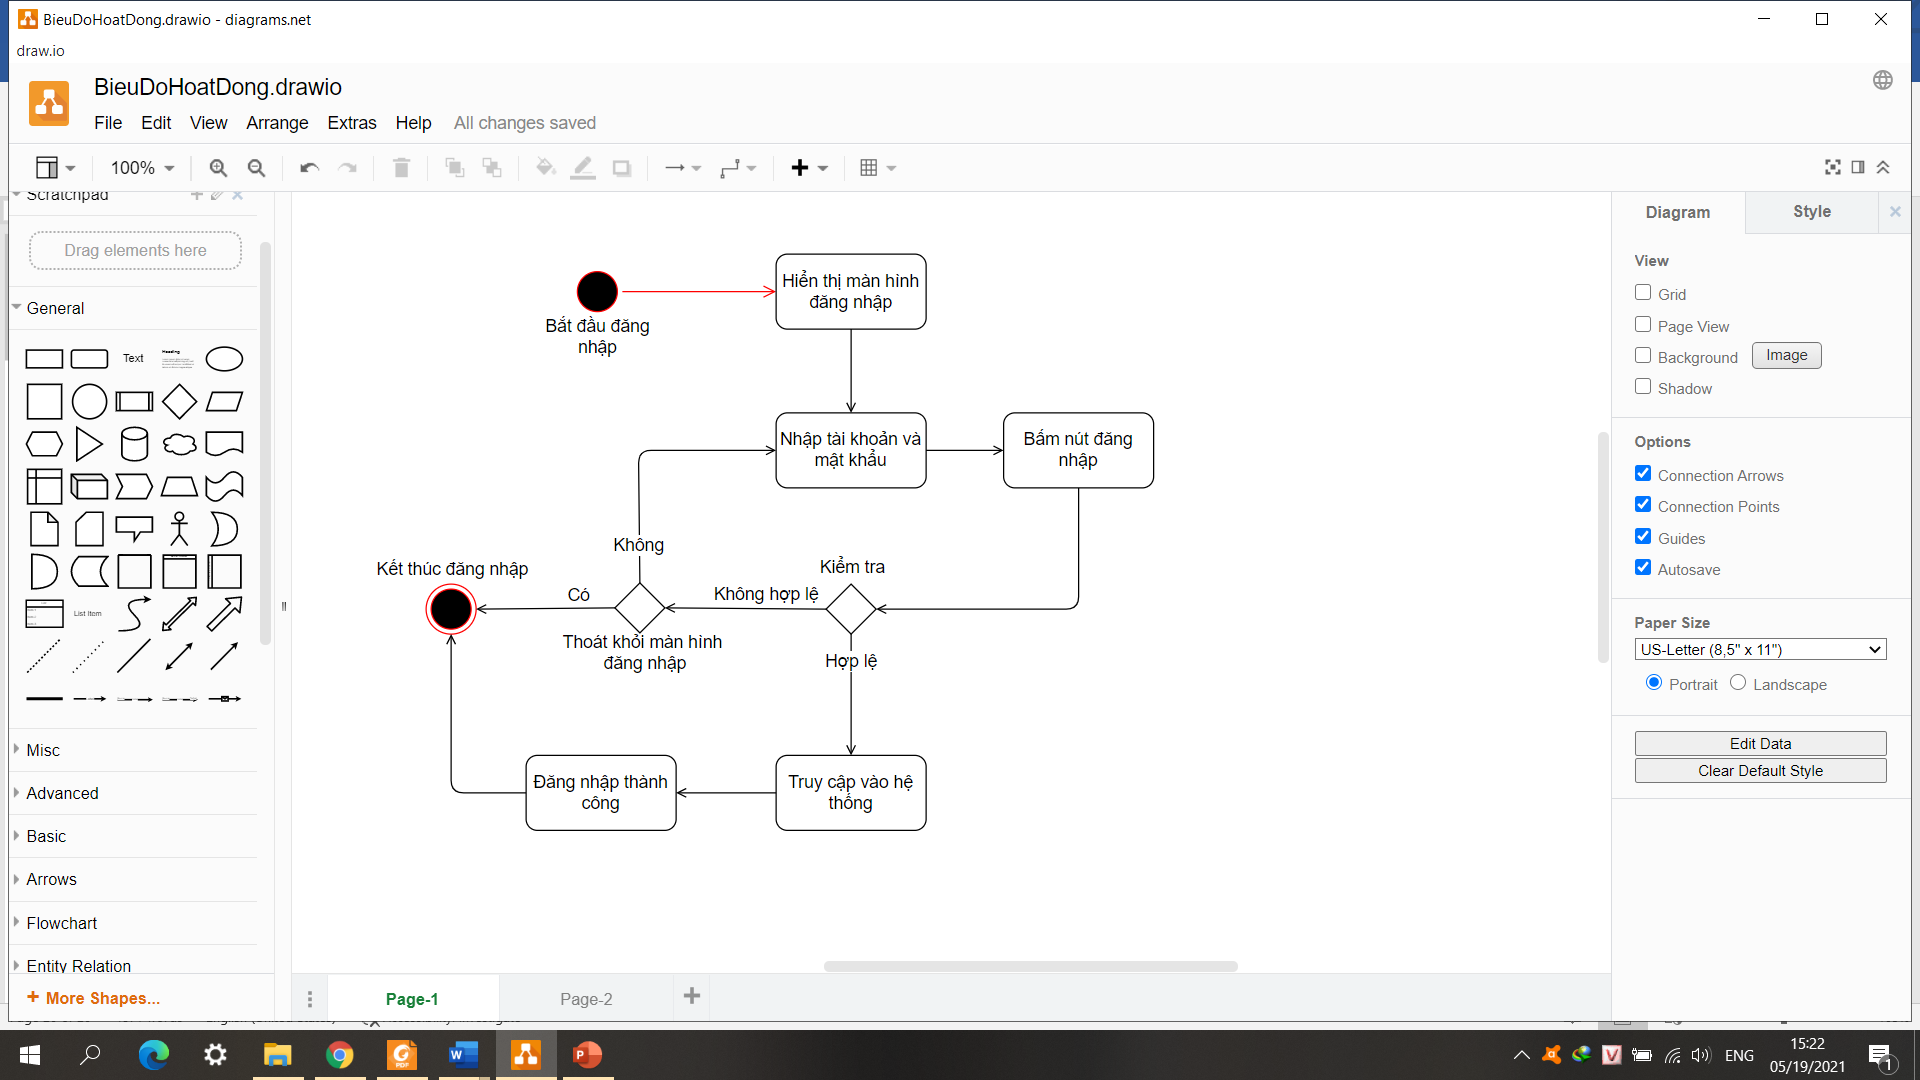 BieuDoHoatDong.drawio - diagrams.net
draw.io
BieuDoHoatDong.drawio
File Edit View Arrange Extras Help All changes saved
100%
Scratchpad
Drag elements here
General
Text
Heading
List Item
Misc
Advanced
Basic
Arrows
Flowchart
Entity Relation
+ More Shapes...
Hiển thị màn hình
đăng nhập
Bắt đầu đăng
nhập
Nhập tài khoản và
mật khẩu
Bấm nút đăng
nhập
Không
Kết thúc đăng nhập
Kiểm tra
Có
Không hợp lệ
Thoát khỏi màn hình
đăng nhập
Hợp lệ
Đăng nhập thành
công
Truy cập vào hệ
thống
Page-1
Page-2
Diagram
Style
View
Grid
Page View
Background
Image
Shadow
Options
Connection Arrows
Connection Points
Guides
Autosave
Paper Size
US-Letter (8,5" x 11")
Portrait Landscape
Edit Data
Clear Default Style
ENG
15:22
05/19/2021
1